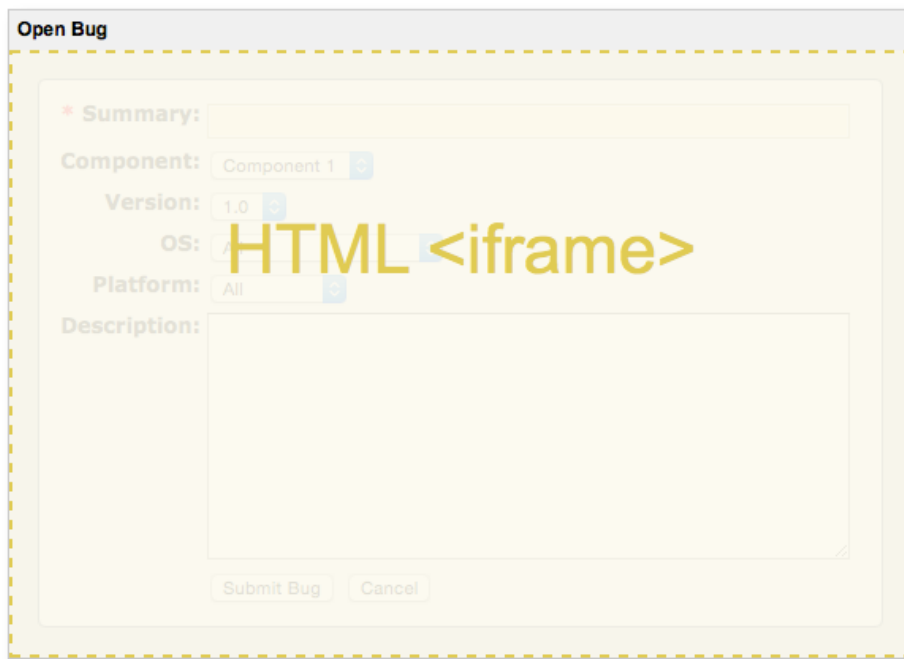 Open Bug
* Summary:
Component: Component 1
Version: 1.0
OS:
HTML <iframe>
Platform: All
Description:
Submit Bug Cancel